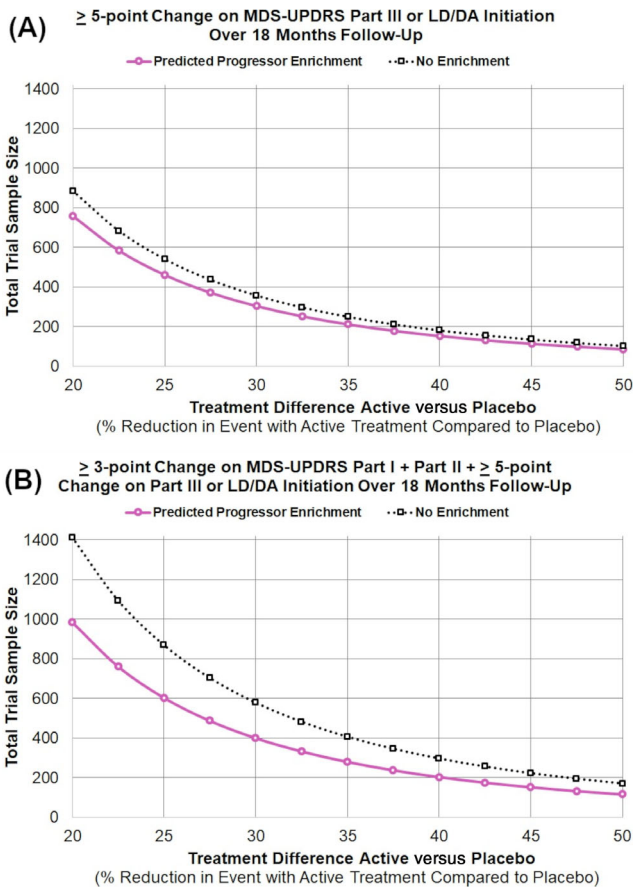 (A)
≥ 5-point Change on MDS-UPDRS Part III or LD/DA Initiation
Over 18 Months Follow-Up
Predicted Progressor Enrichment No Enrichment
1400
1200
1000
800
600
400
200
0
Total Trial Sample Size
20 25 30 35 40 45 50
Treatment Difference Active versus Placebo
(% Reduction in Event with Active Treatment Compared to Placebo)
(B)
≥ 3-point Change on MDS-UPDRS Part I + Part II + ≥ 5-point
Change on Part III or LD/DA Initiation Over 18 Months Follow-Up
Predicted Progressor Enrichment No Enrichment
1400
1200
1000
800
600
400
200
0
Total Trial Sample Size
20 25 30 35 40 45 50
Treatment Difference Active versus Placebo
(% Reduction in Event with Active Treatment Compared to Placebo)